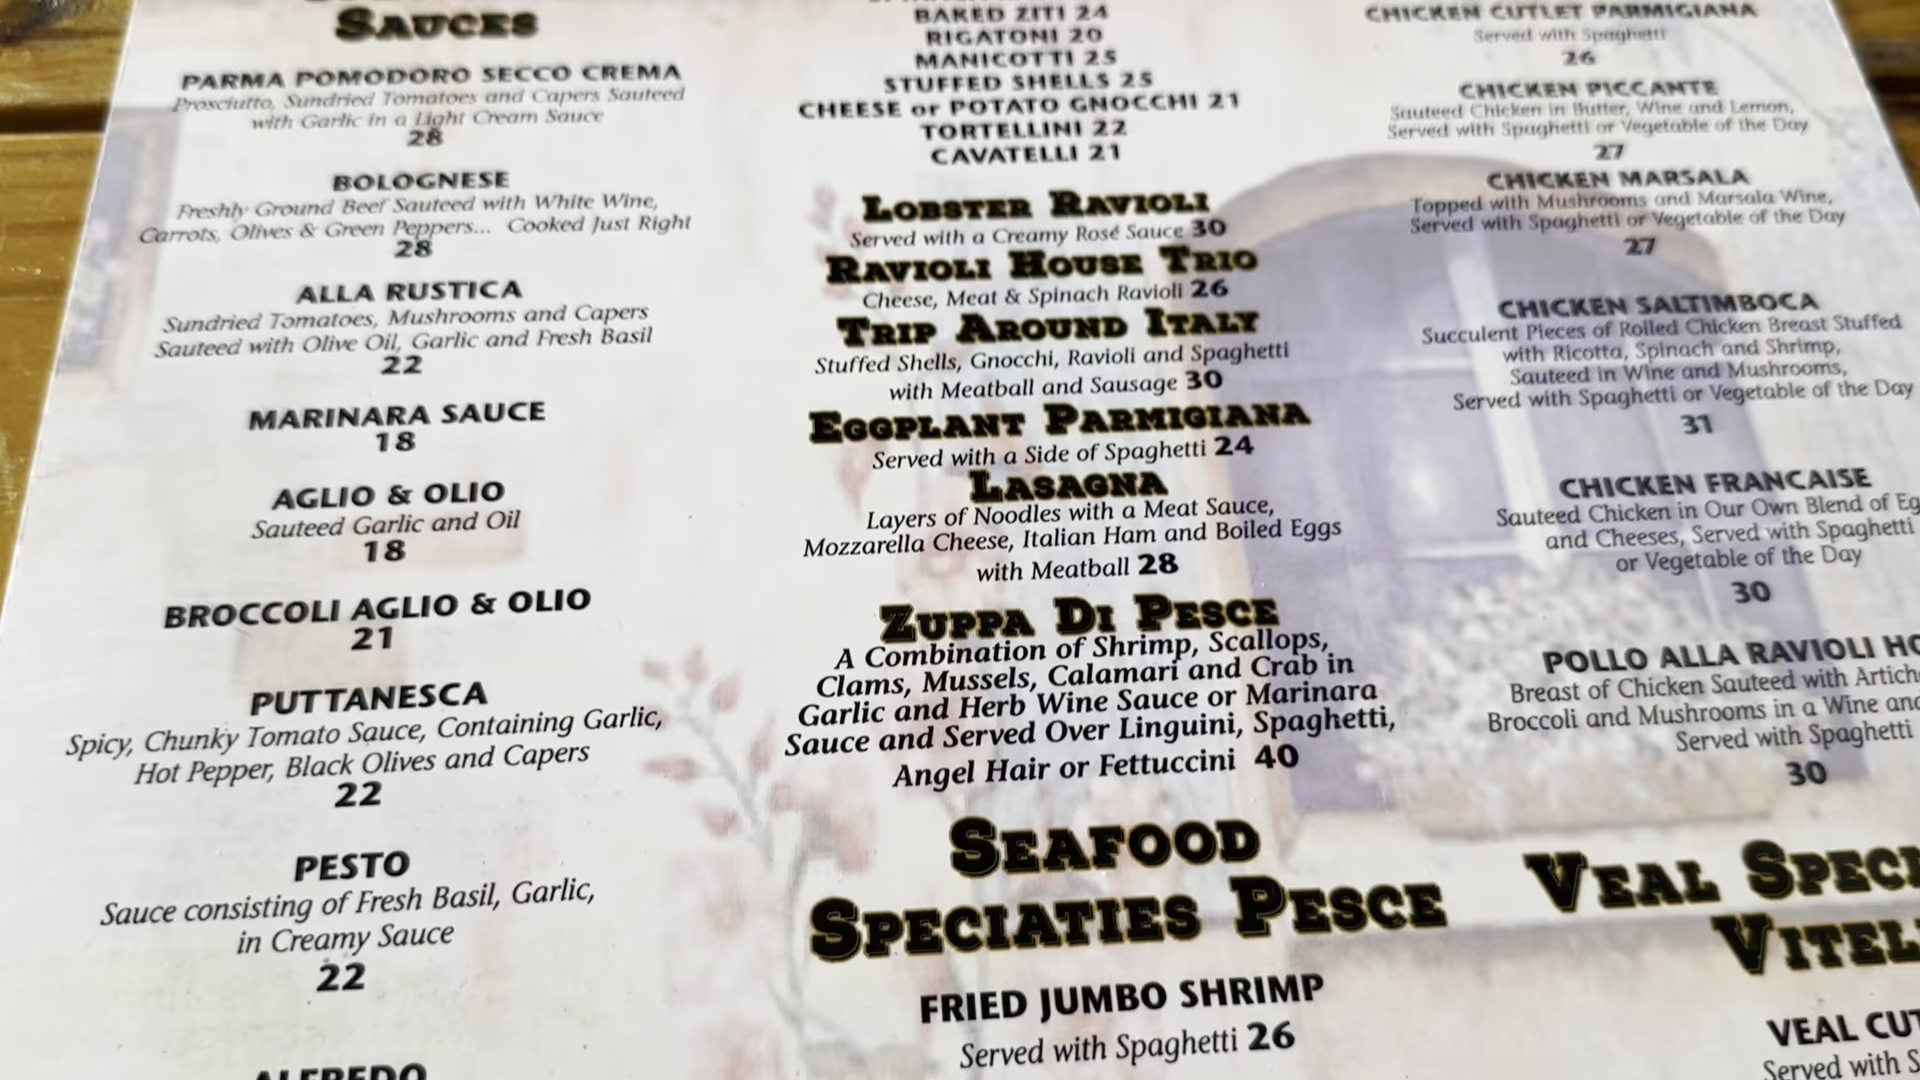 SAUCES
PARMA POMODORO SECCO CREMA
Prosciutto, Sundried Tomatoes and Capers Sauteed
with Garlic in a Light Cream Sauce
28
BOLOGNESE
Freshly Ground Beef Sauteed with White Wine,
Carrots, Olives & Green Peppers... Cooked Just Right
28
ALLA RUSTICA
Sundried Tomatoes, Mushrooms and Capers
Sauteed with Olive Oil, Garlic and Fresh Basil
22
MARINARA SAUCE
18
AGLIO & OLIO
Sauteed Garlic and Oil
18
BROCCOLI AGLIO & OLIO
21
PUTTANESCA
Spicy, Chunky Tomato Sauce, Containing Garlic,
Hot Pepper, Black Olives and Capers
22
PESTO
Sauce consisting of Fresh Basil, Garlic,
in Creamy Sauce
22
ALFREDO
BAKED ZITI 24
RIGATONI 20
MANICOTTI 25
STUFFED SHELLS 25
CHEESE or POTATO GNOCCHI 21
TORTELLINI 22
CAVATELLI 21
LOBSTER RAVIOLI
Served with a Creamy Rosé Sauce 30
RAVIOLI HOUSE TRIO
Cheese, Meat & Spinach Ravioli 26
TRIP AROUND ITALY
Stuffed Shells, Gnocchi, Ravioli and Spaghetti
with Meatball and Sausage 30
EGGPLANT PARMIGIANA
Served with a Side of Spaghetti 24
LASAGNA
Layers of Noodles with a Meat Sauce,
Mozzarella Cheese, Italian Ham and Boiled Eggs
with Meatball 28
ZUPPA DI PESCE
A Combination of Shrimp, Scallops,
Clams, Mussels, Calamari and Crab in
Garlic and Herb Wine Sauce or Marinara
Sauce and Served Over Linguini, Spaghetti,
Angel Hair or Fettuccini 40
SEAFOOD
SPECIATIES PESCE
FRIED JUMBO SHRIMP
Served with Spaghetti 26
CHICKEN CUTLET PARMIGIANA
Served with Spaghetti
26
CHICKEN PICCANTE
Sauteed Chicken in Butter, Wine and Lemon,
Served with Spaghetti or Vegetable of the Day
27
CHICKEN MARSALA
Topped with Mushrooms and Marsala Wine,
Served with Spaghetti or Vegetable of the Day
27
CHICKEN SALTIMBOCA
Succulent Pieces of Rolled Chicken Breast Stuffed
with Ricotta, Spinach and Shrimp,
Sauteed in Wine and Mushrooms,
Served with Spaghetti or Vegetable of the Day
31
CHICKEN FRANCAISE
Sauteed Chicken in Our Own Blend of Eg
and Cheeses, Served with Spaghetti
or Vegetable of the Day
30
POLLO ALLA RAVIOLI HO
Breast of Chicken Sauteed with Artich
Broccoli and Mushrooms in a Wine and
Served with Spaghetti
30
VEAL SPECI
VITEL
VEAL CUT
Served with S